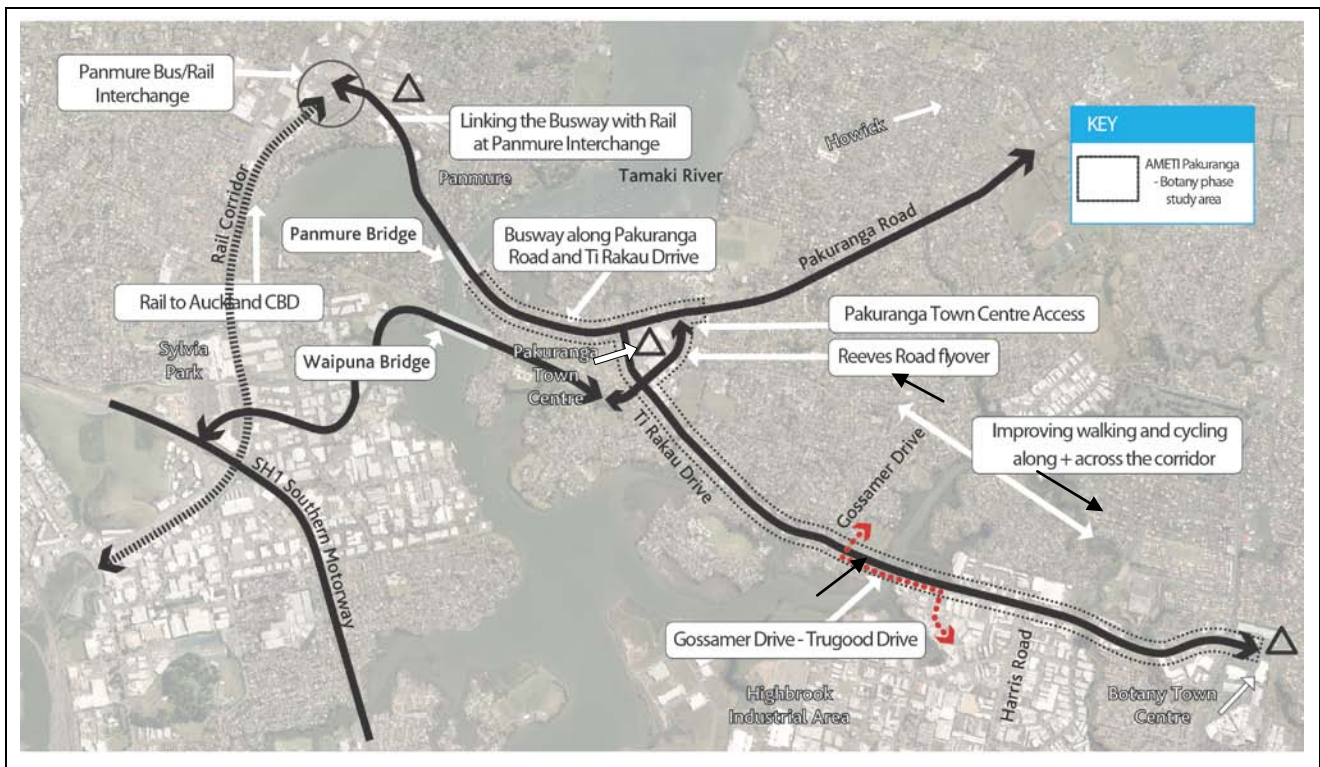 Panmure Bus/Rail
Interchange
Linking the Busway with Rail
at Panmure Interchange
Howick
KEY
AMETI Pakuranga
- Botany phase
study area
Panmure
Tamaki River
Rail Corridor
Panmure Bridge
Busway along Pakuranga
Road and Ti Rakau Drrive
Pakuranga Road
Rail to Auckland CBD
Pakuranga Town Centre Access
Sylvia
Park
Waipuna Bridge
Pakuranga
Town
Centre
Reeves Road flyover
Ti Rakau Drive
Gossamer Drive
Improving walking and cycling
along + across the corridor
SH1 Southern Motorway
Gossamer Drive - Trugood Drive
Harris Road
Highbrook
Industrial Area
Botany Town
Centre